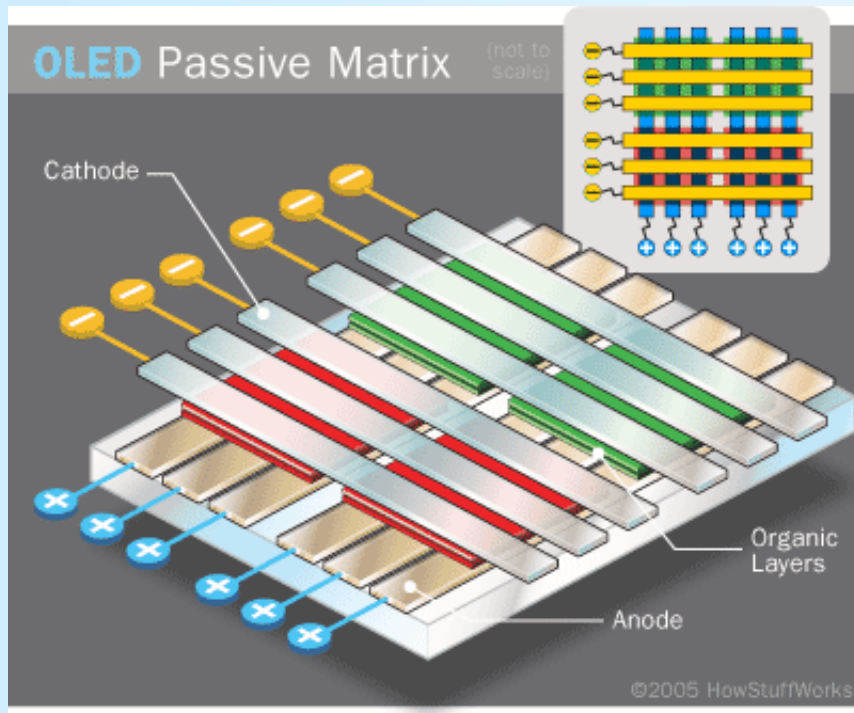 OLED Passive Matrix
(not to
scale)
Cathode
Organic
Layers
Anode
©2005 HowStuffWorks